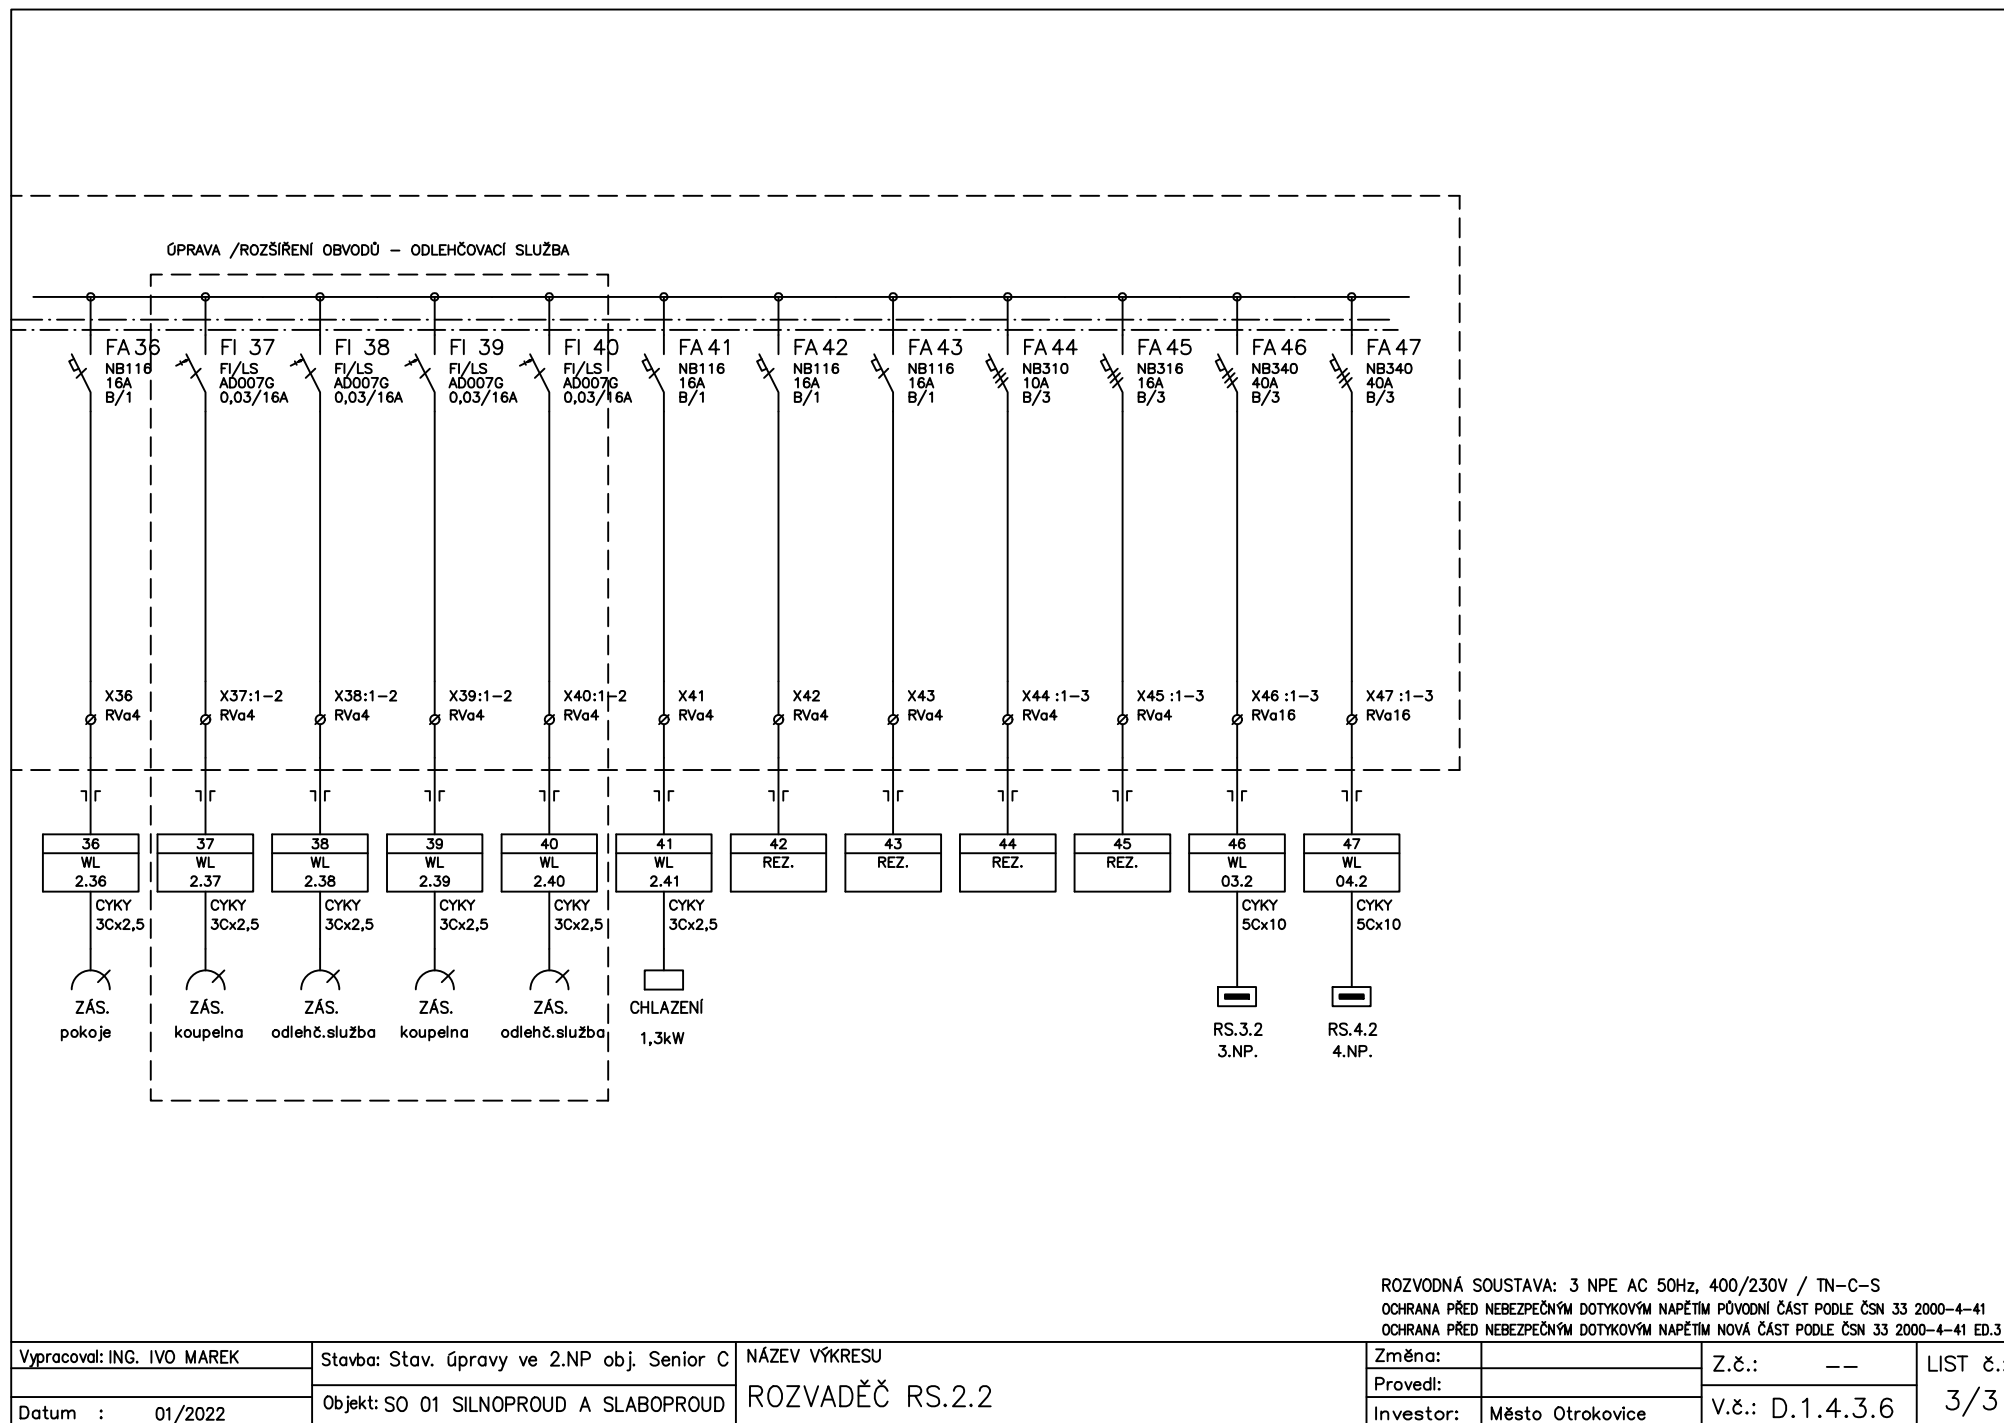 ÚPRAVA /ROZŠÍŘENÍ OBVODŮ – ODLEHČOVACÍ SLUŽBA
FA 36 FI 37 FI 38 FI 39 FI 40 FA 41 FA 42 FA 43 FA 44 FA 45 FA 46 FA 47
NB116 FI/LS FI/LS FI/LS FI/LS NB116 NB116 NB116 NB310 NB316 NB340 NB340
16A AD007G AD007G AD007G AD007G 16A 16A 16A 10A 16A 40A 40A
B/1 0,03/16A 0,03/16A 0,03/16A 0,03/16A B/1 B/1 B/1 B/3 B/3 B/3 B/3
X36 X37:1–2 X38:1–2 X39:1–2 X40:1–2 X41 X42 X43 X44 :1–3 X45 :1–3 X46 :1–3 X47 :1–3
RVa4 RVa4 RVa4 RVa4 RVa4 RVa4 RVa4 RVa4 RVa4 RVa4 RVa16 RVa16
36 37 38 39 40 41 42 43 44 45 46 47
WL WL WL WL WL WL REZ. REZ. REZ. REZ. WL WL
2.36 2.37 2.38 2.39 2.40 2.41 03.2 04.2
CYKY CYKY CYKY CYKY CYKY CYKY CYKY CYKY
3Cx2,5 3Cx2,5 3Cx2,5 3Cx2,5 3Cx2,5 3Cx2,5 5Cx10 5Cx10
ZÁS. ZÁS. ZÁS. ZÁS. ZÁS. CHLAZENÍ
pokoje koupelna odlehč.služba koupelna odlehč.služba 1,3kW
RS.3.2 RS.4.2
3.NP. 4.NP.
ROZVODNÁ SOUSTAVA: 3 NPE AC 50Hz, 400/230V / TN–C–S
OCHRANA PŘED NEBEZPEČNÝM DOTYKOVÝM NAPĚTÍM PŮVODNÍ ČÁST PODLE ČSN 33 2000–4–41
OCHRANA PŘED NEBEZPEČNÝM DOTYKOVÝM NAPĚTÍM NOVÁ ČÁST PODLE ČSN 33 2000–4–41 ED.3
Vypracoval: ING. IVO MAREK
Datum : 01/2022
Stavba: Stav. úpravy ve 2.NP obj. Senior C
Objekt: SO 01 SILNOPROUD A SLABOPROUD
NÁZEV VÝKRESU
ROZVADĚČ RS.2.2
Změna:
Provedl:
Investor: Město Otrokovice
Z.č.: ––
V.č.: D.1.4.3.6
LIST č.:
3/3